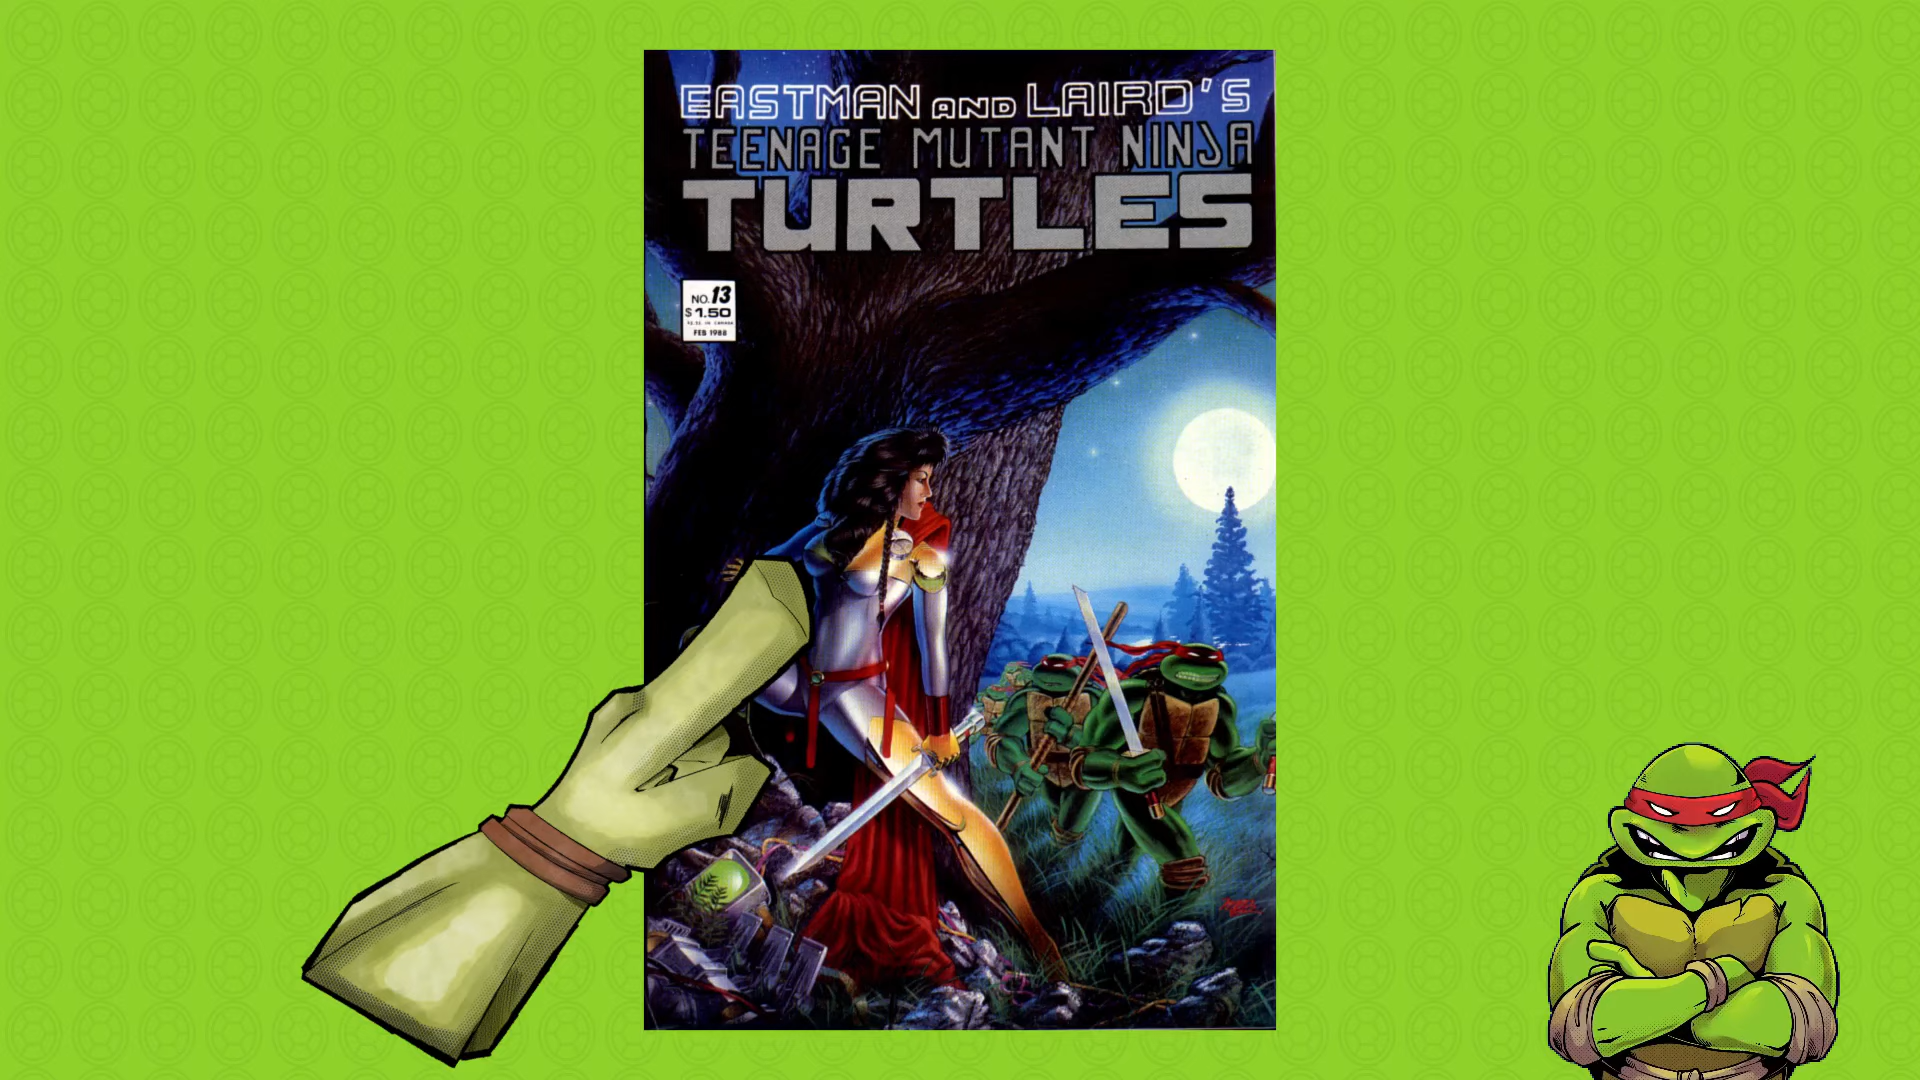 EASTMAN AND LAIRD'S
TEENAGE MUTANT NINJA
TURTLES
NO. 13
$1.50
FEB 1988